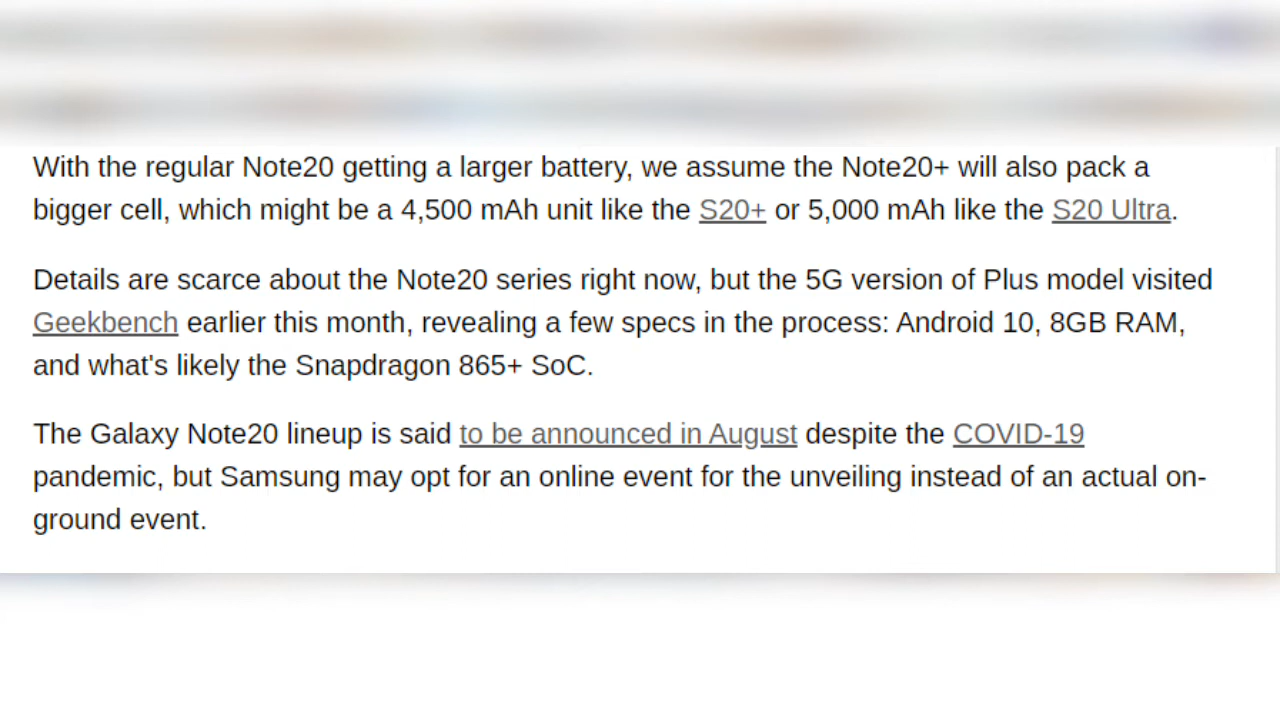 With the regular Note20 getting a larger battery, we assume the Note20+ will also pack a
bigger cell, which might be a 4,500 mAh unit like the S20+ or 5,000 mAh like the S20 Ultra.
Details are scarce about the Note20 series right now, but the 5G version of Plus model visited
Geekbench earlier this month, revealing a few specs in the process: Android 10, 8GB RAM,
and what's likely the Snapdragon 865+ SoC.
The Galaxy Note20 lineup is said to be announced in August despite the COVID-19
pandemic, but Samsung may opt for an online event for the unveiling instead of an actual on-
ground event.